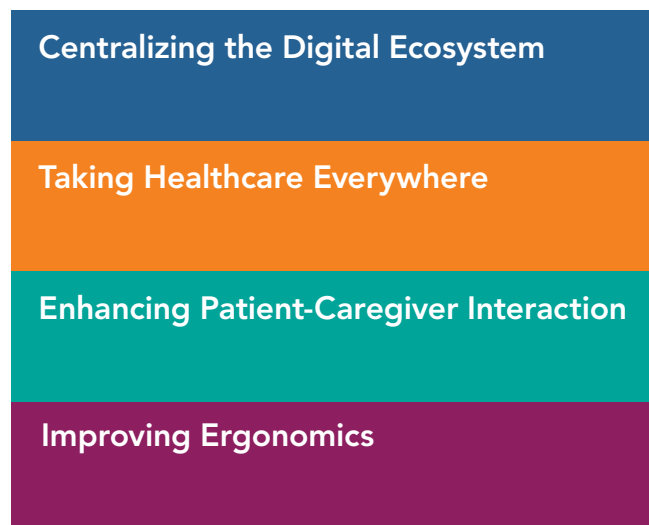 Centralizing the Digital Ecosystem
Taking Healthcare Everywhere
Enhancing Patient-Caregiver Interaction
Improving Ergonomics